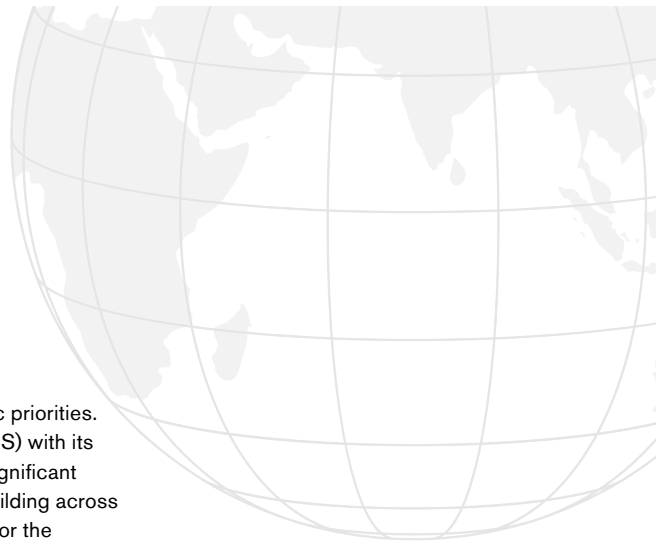 c priorities.
S) with its
gnificant
ilding across
or the